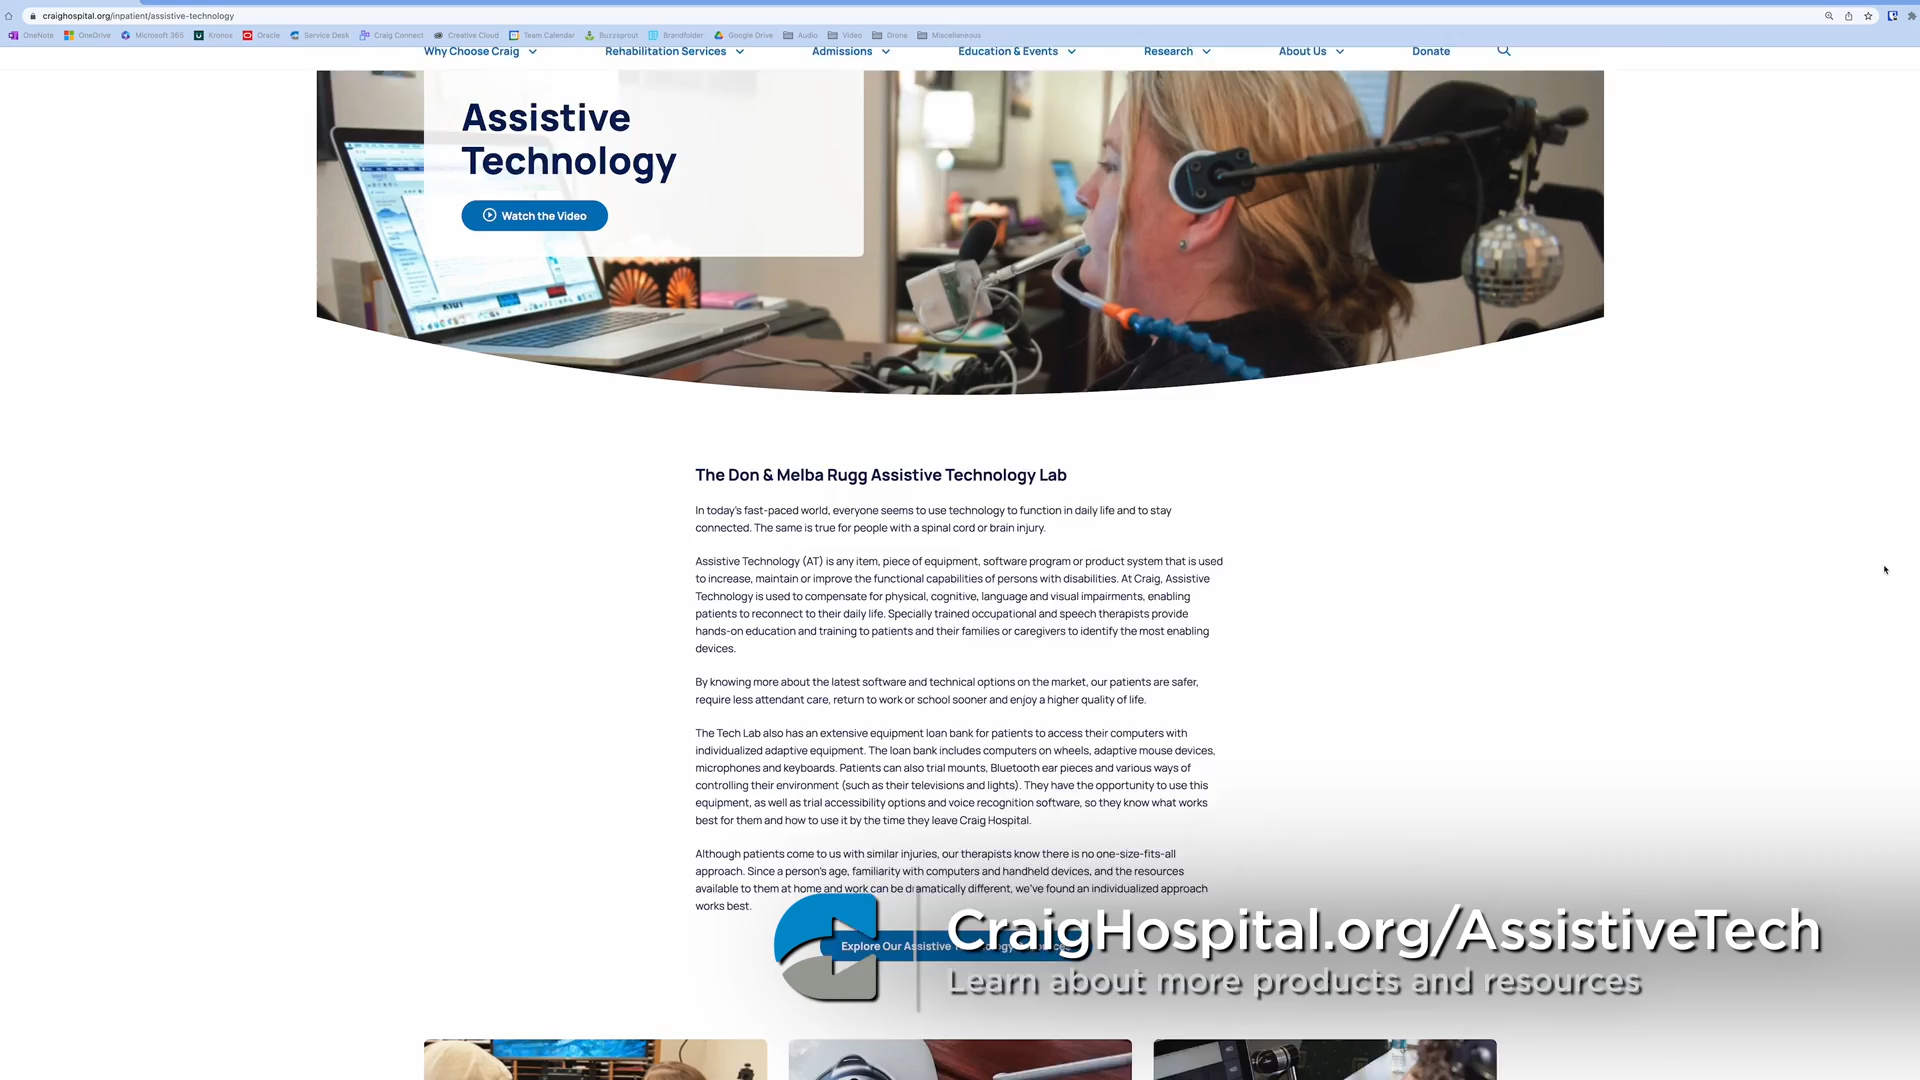 craighospital.org/inpatient/assistive-technology
OneNote OneDrive Microsoft 365 Kronos Oracle Service Desk Craig Connect Creative Cloud Team Calendar Buzzsprout Brandfolder Google Drive Audio Video Drone Miscellaneous
Why Choose Craig Rehabilitation Services Admissions Education & Events Research About Us Donate
Assistive
Technology
Watch the Video
The Don & Melba Rugg Assistive Technology Lab
In today's fast-paced world, everyone seems to use technology to function in daily life and to stay
connected. The same is true for people with a spinal cord or brain injury.
Assistive Technology (AT) is any item, piece of equipment, software program or product system that is used
to increase, maintain or improve the functional capabilities of persons with disabilities. At Craig, Assistive
Technology is used to compensate for physical, cognitive, language and visual impairments, enabling
patients to reconnect to their daily life. Specially trained occupational and speech therapists provide
hands-on education and training to patients and their families or caregivers to identify the most enabling
devices.
By knowing more about the latest software and technical options on the market, our patients are safer,
require less attendant care, return to work or school sooner and enjoy a higher quality of life.
The Tech Lab also has an extensive equipment loan bank for patients to access their computers with
individualized adaptive equipment. The loan bank includes computers on wheels, adaptive mouse devices,
microphones and keyboards. Patients can also trial mounts, Bluetooth ear pieces and various ways of
controlling their environment (such as their televisions and lights). They have the opportunity to use this
equipment, as well as trial accessibility options and voice recognition software, so they know what works
best for them and how to use it by the time they leave Craig Hospital.
Although patients come to us with similar injuries, our therapists know there is no one-size-fits-all
approach. Since a person's age, familiarity with computers and handheld devices, and the resources
available to them at home and work can be dramatically different, we've found an individualized approach
works best.
Explore Our Assistive Technology
CraigHospital.org/AssistiveTech
Learn about more products and resources